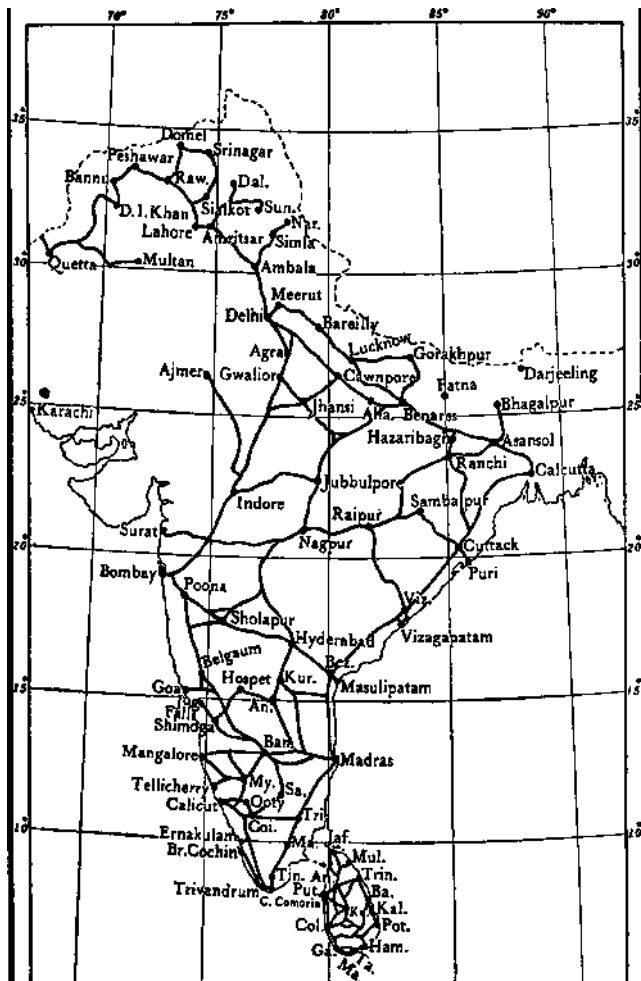 70° 75° 80° 85° 90°
35° 35°
Domel
Peshawar Srinagar
Bannu Raw. Dal.
D.I. Khan Sialkot Sun.
Lahore Amritsar Nar.
Simla
Quetta Multan Ambala
30° 30°
Meerut
Delhi Bareilly
Agra Lucknow Gorakhpur
Ajmer Gwalior Cawnpore Patna Darjeeling
Karachi Jhansi Alla. Benares Bhagalpur
25° 25°
Hazaribagh Asansol
Ranchi Calcutta
Indore Jubbulpore Sambalpur
Surat Raipur
Nagpur Cuttack
20° 20°
Bombay Poona Puri
Sholapur Viz.
Hyderabad Vizagapatam
Belgaum Bez.
Goa Hospet Kur. Masulipatam
15° 15°
Jog An.
Falls
Shimoga
Mangalore Ban. Madras
Tellicherry My. Sa.
Calicut Ooty
Coi. Tri.
10° 10°
Ernakulam Ma. Jaf.
Br. Cochin Mul.
Tin. An. Trin.
Trivandrum Put. Ba.
C. Comorin K. Kal.
Col. Pot.
Ga. Ham.
Ma. Ta.